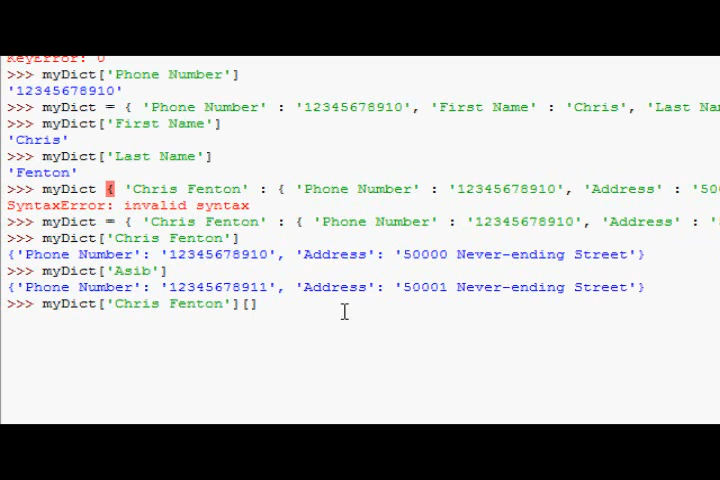 KeyError: 0
>>> myDict['Phone Number']
'12345678910'
>>> myDict = { 'Phone Number' : '12345678910', 'First Name' : 'Chris', 'Last Na
>>> myDict['First Name']
'Chris'
>>> myDict['Last Name']
'Fenton'
>>> myDict { 'Chris Fenton' : { 'Phone Number' : '12345678910', 'Address' : '500
SyntaxError: invalid syntax
>>> myDict = { 'Chris Fenton' : { 'Phone Number' : '12345678910', 'Address' : '
>>> myDict['Chris Fenton']
{'Phone Number': '12345678910', 'Address': '50000 Never-ending Street'}
>>> myDict['Asib']
{'Phone Number': '12345678911', 'Address': '50001 Never-ending Street'}
>>> myDict['Chris Fenton'][]